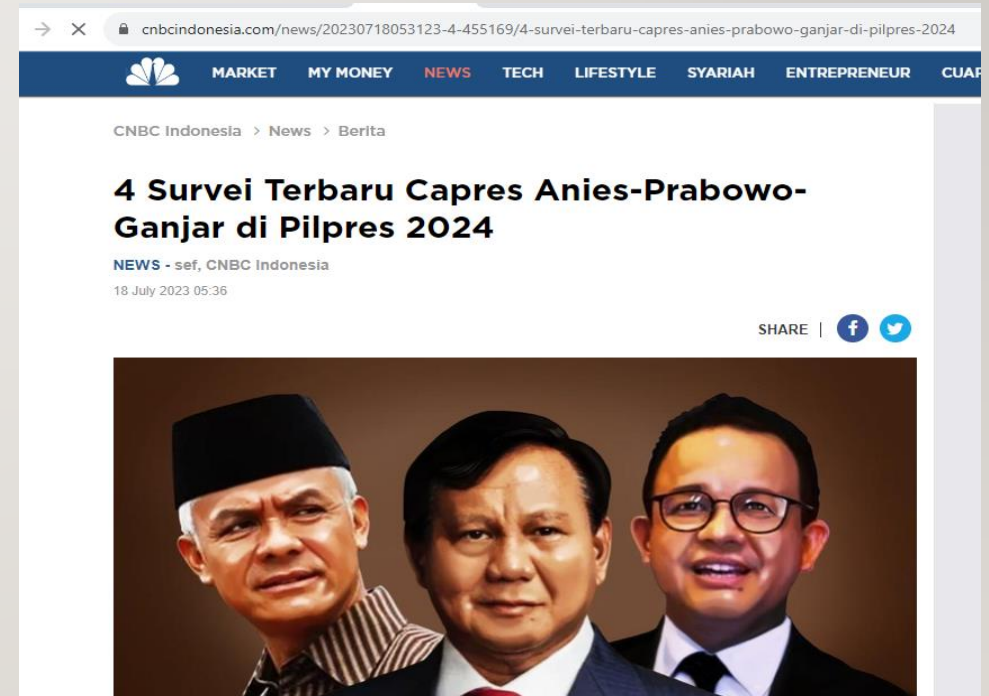 cnbcindonesia.com/news/20230718053123-4-455169/4-survei-terbaru-capres-anies-prabowo-ganjar-di-pilpres-2024
MARKET MY MONEY NEWS TECH LIFESTYLE SYARIAH ENTREPRENEUR
CNBC Indonesia > News > Berita
4 Survei Terbaru Capres Anies-Prabowo-
Ganjar di Pilpres 2024
NEWS - sef, CNBC Indonesia
18 July 2023 05:36
SHARE |